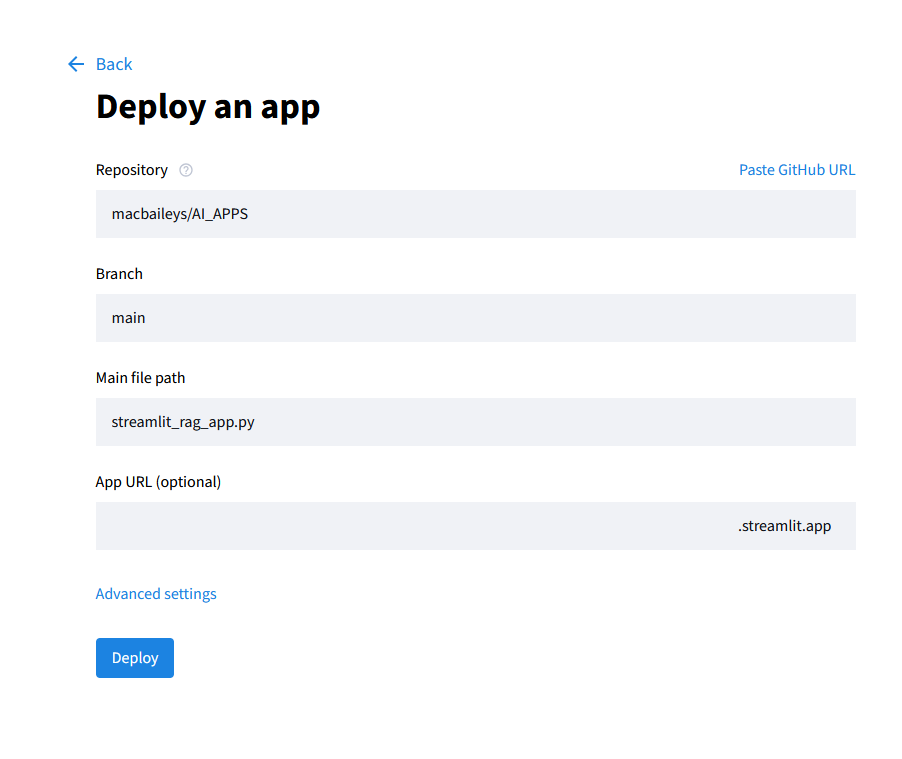 Back
Deploy an app
Repository
Paste GitHub URL
macbaileys/AI_APPS
Branch
main
Main file path
streamlit_rag_app.py
App URL (optional)
.streamlit.app
Advanced settings
Deploy